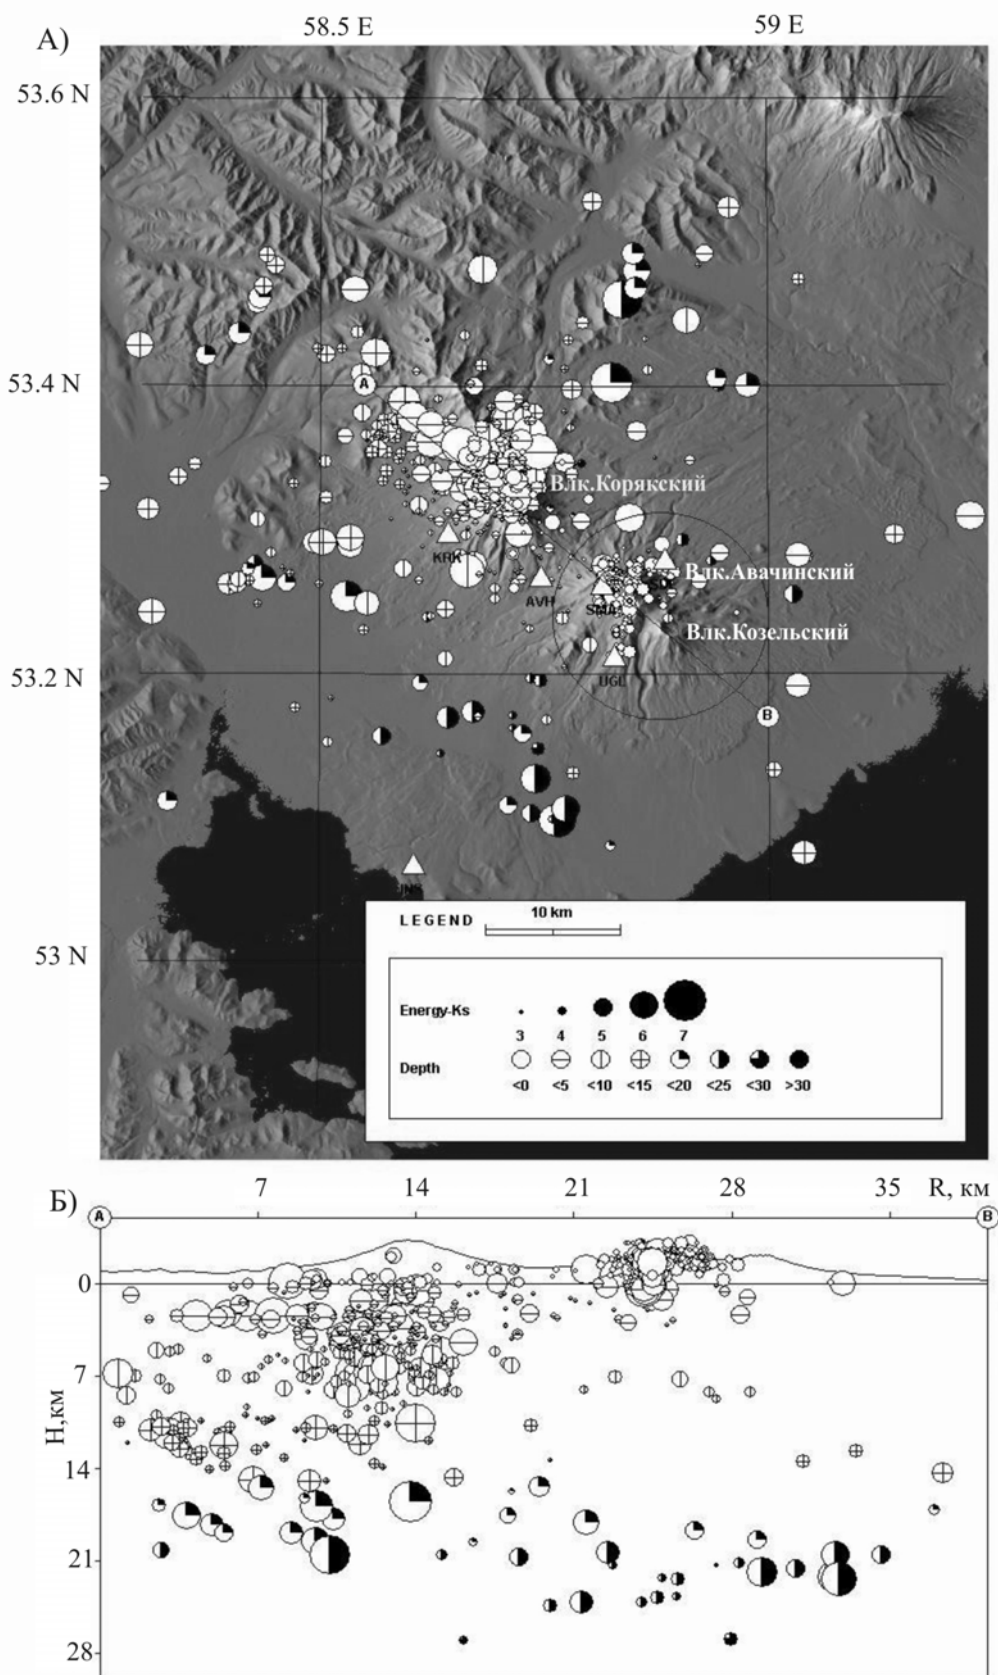 А)
58.5 E 59 E
53.6 N
53.4 N
A
Влк.Корякский
KRK
AVH
SMA
Влк.Авачинский
Влк.Козельский
UGL
53.2 N
B
53 N
LEGEND 10 km
Energy-Ks
3 4 5 6 7
Depth
<0 <5 <10 <15 <20 <25 <30 >30
Б)
7 14 21 28 35 R, км
A B
0
7
H,км
14
21
28